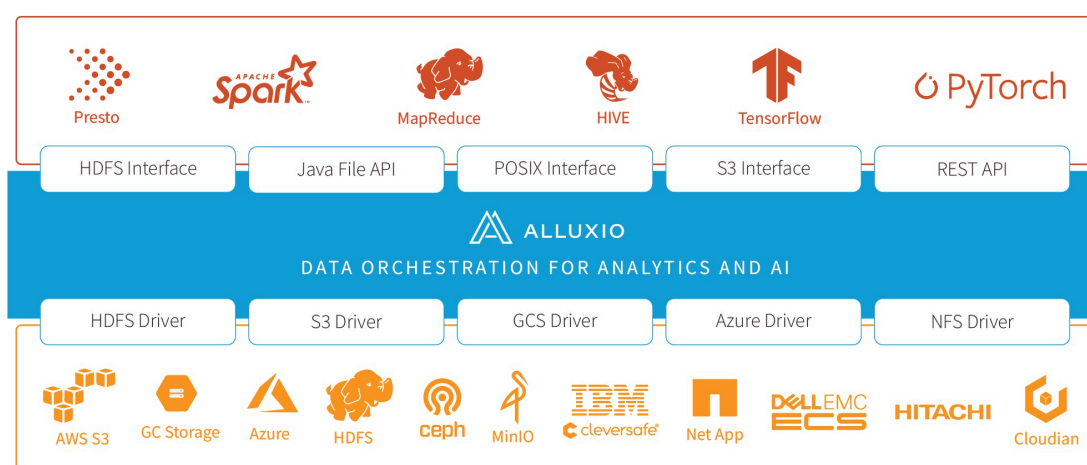 Presto
APACHE
Spark™
MapReduce
HIVE
TensorFlow
PyTorch
HDFS Interface
Java File API
POSIX Interface
S3 Interface
REST API
ALLUXIO
DATA ORCHESTRATION FOR ANALYTICS AND AI
HDFS Driver
S3 Driver
GCS Driver
Azure Driver
NFS Driver
AWS S3
GC Storage
Azure
HDFS
ceph
MinIO
IBM
cleversafe®
Net App
DELLEMC
ECS
HITACHI
Cloudian